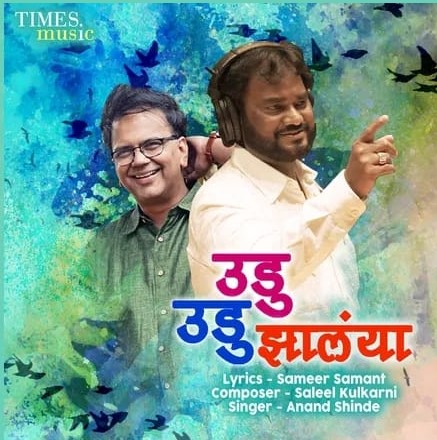 TIMES.
music
उडु
उडु झालंया
Lyrics - Sameer Samant
Composer - Saleel Kulkarni
Singer - Anand Shinde